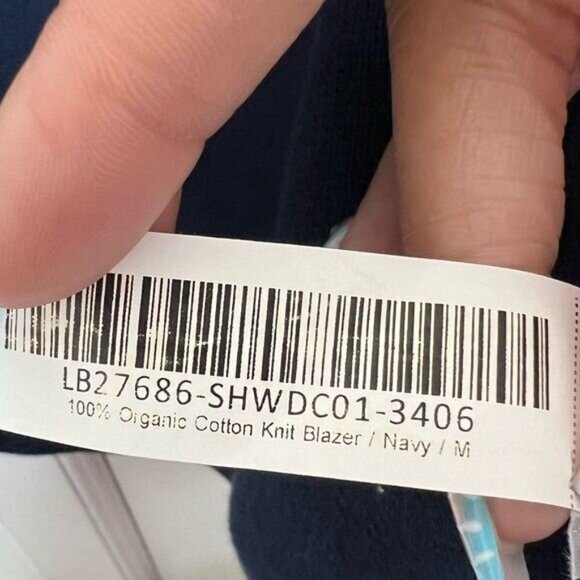 LB27686-SHWDC01-3406
100% Organic Cotton Knit Blazer / Navy / M